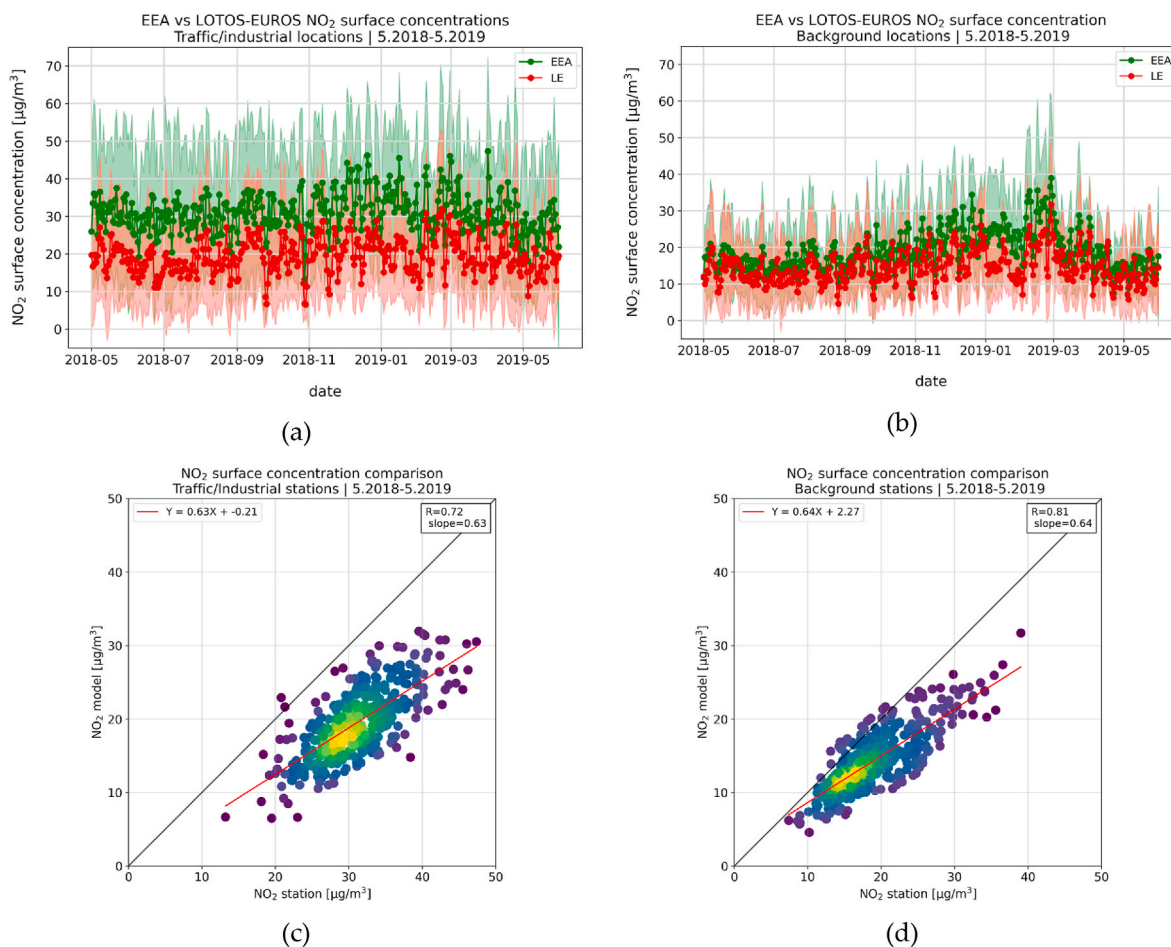 EEA vs LOTOS-EUROS NO₂ surface concentrations
Traffic/industrial locations | 5.2018-5.2019
NO₂ surface concentration [µg/m³]
70
60
50
40
30
20
10
0
EEA
LE
2018-05 2018-07 2018-09 2018-11 2019-01 2019-03 2019-05
date
(a)
EEA vs LOTOS-EUROS NO₂ surface concentration
Background locations | 5.2018-5.2019
NO₂ surface concentration [µg/m³]
70
60
50
40
30
20
10
0
EEA
LE
2018-05 2018-07 2018-09 2018-11 2019-01 2019-03 2019-05
date
(b)
NO₂ surface concentration comparison
Traffic/Industrial stations | 5.2018-5.2019
Y = 0.63X + -0.21
R=0.72
slope=0.63
NO₂ model [µg/m³]
50
40
30
20
10
0
0 10 20 30 40 50
NO₂ station [µg/m³]
(c)
NO₂ surface concentration comparison
Background stations | 5.2018-5.2019
Y = 0.64X + 2.27
R=0.81
slope=0.64
NO₂ model [µg/m³]
50
40
30
20
10
0
0 10 20 30 40 50
NO₂ station [µg/m³]
(d)